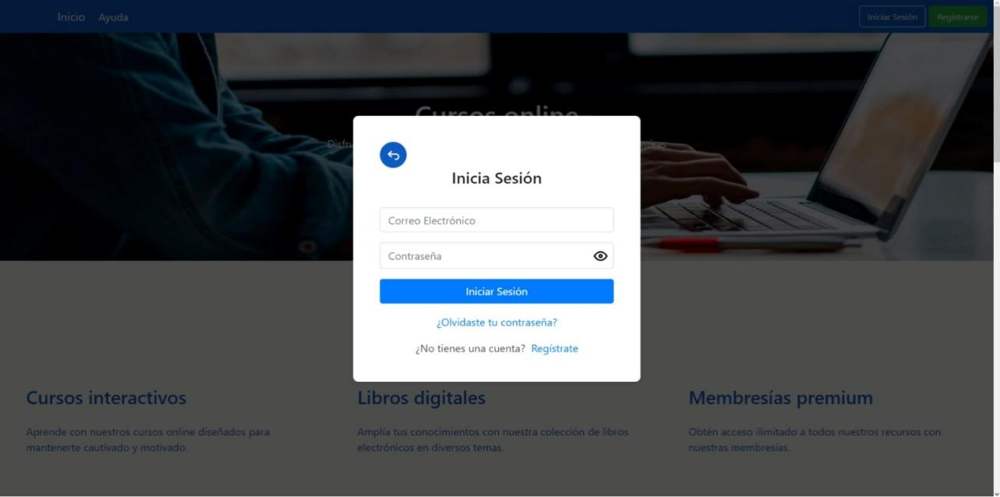 Inicio Ayuda Iniciar Sesión Registrarse
Cursos online
Inicia Sesión
Correo Electrónico
Contraseña
Iniciar Sesión
¿Olvidaste tu contraseña?
¿No tienes una cuenta? Regístrate
Cursos interactivos
Aprende con nuestros cursos online diseñados para
mantenerte cautivado y motivado.
Libros digitales
Amplía tus conocimientos con nuestra colección de libros
electrónicos en diversos temas.
Membresías premium
Obtén acceso ilimitado a todos nuestros recursos con
nuestras membresías.